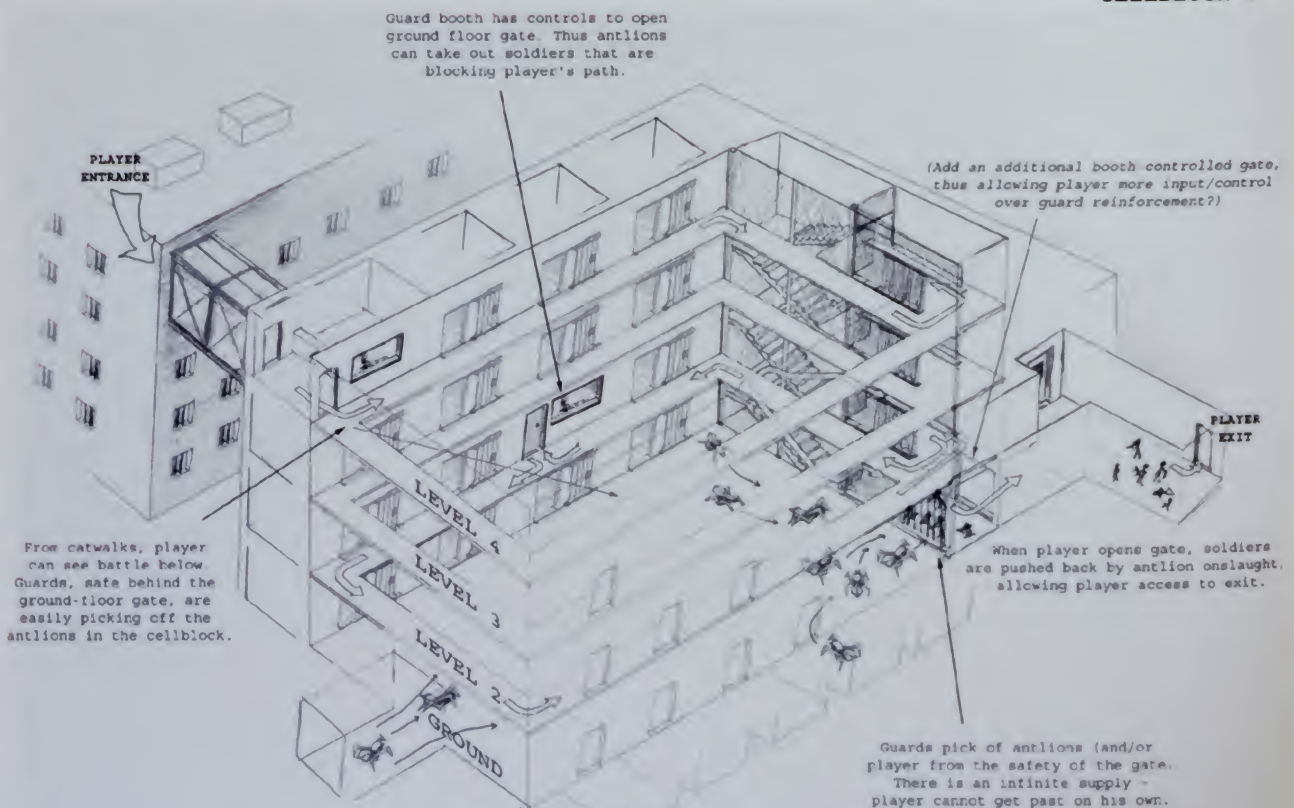 Guard booth has controls to open
ground floor gate. Thus antlions
can take out soldiers that are
blocking player's path.
PLAYER
ENTRANCE
(Add an additional booth controlled gate,
thus allowing player more input/control
over guard reinforcement?)
PLAYER
EXIT
LEVEL 4
LEVEL 3
LEVEL 2
GROUND
From catwalks, player
can see battle below.
Guards, safe behind the
ground-floor gate, are
easily picking off the
antlions in the cellblock.
When player opens gate, soldiers
are pushed back by antlion onslaught,
allowing player access to exit.
Guards pick of antlions (and/or
player from the safety of the gate.
There is an infinite supply -
player cannot get past on his own.